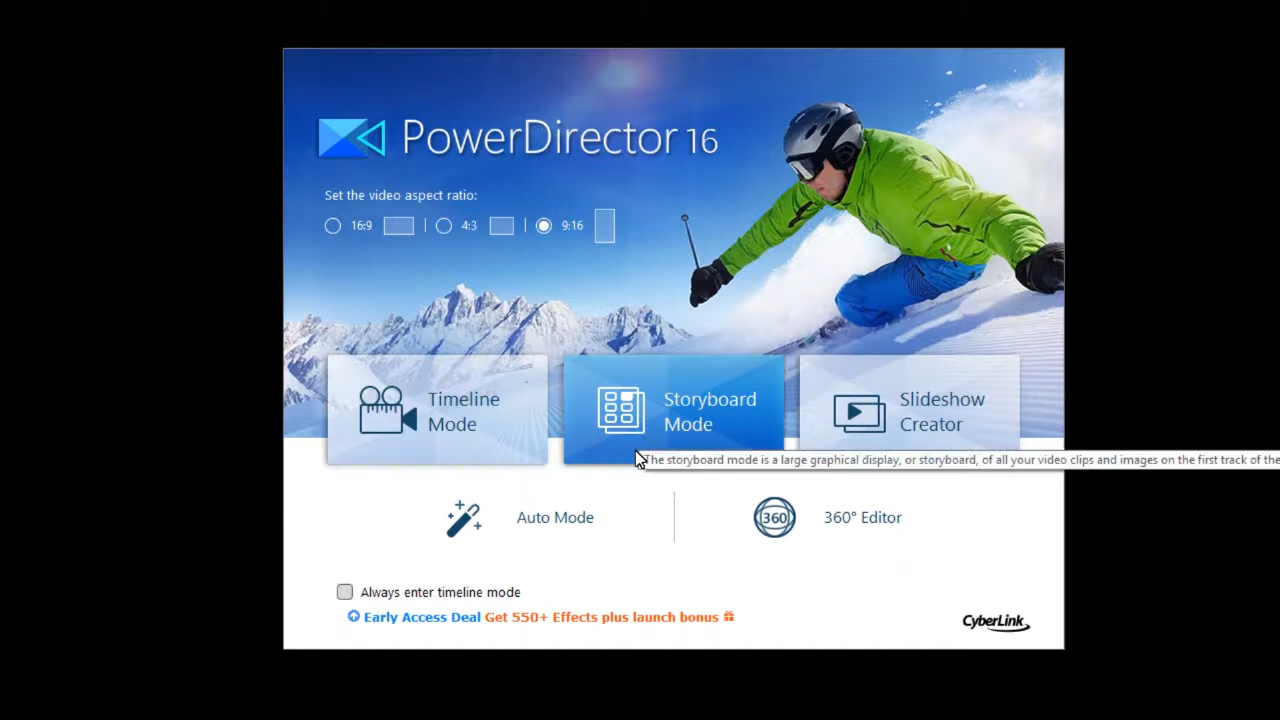 PowerDirector 16
Set the video aspect ratio:
16:9 | 4:3 | 9:16
Timeline Mode
Storyboard Mode
Slideshow Creator
The storyboard mode is a large graphical display, or storyboard, of all your video clips and images on the first track of the
Auto Mode
360 360° Editor
Always enter timeline mode
Early Access Deal Get 550+ Effects plus launch bonus
CyberLink